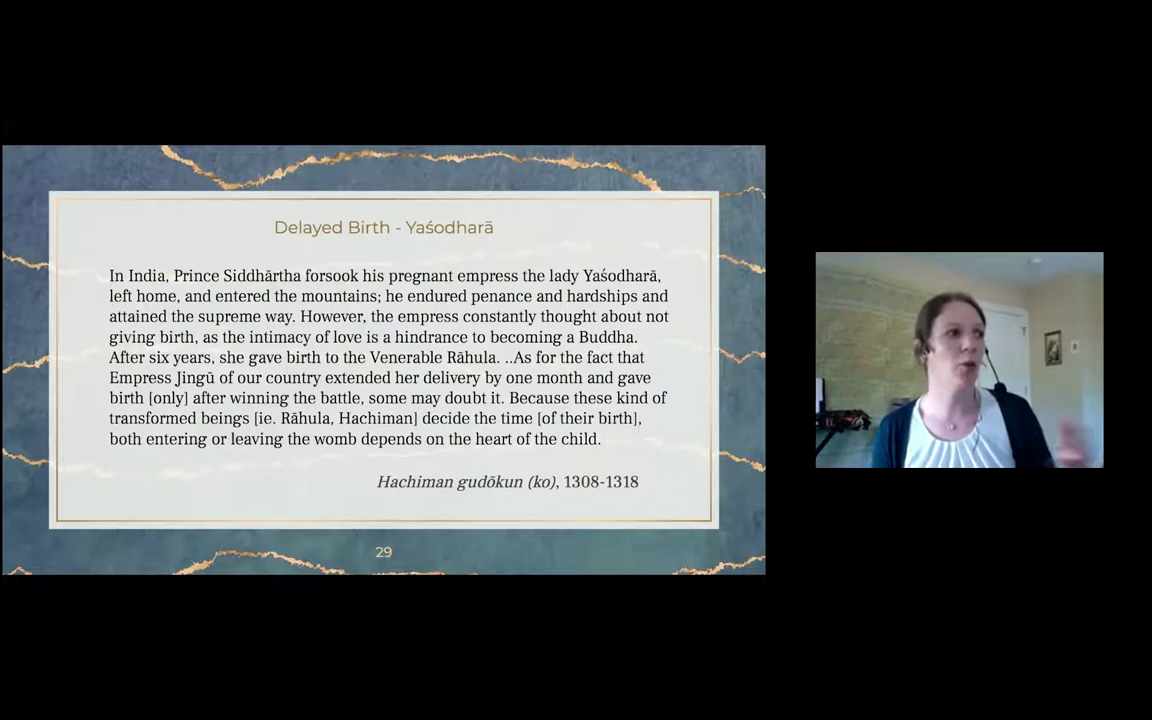 Delayed Birth - Yaśodharā
In India, Prince Siddhārtha forsook his pregnant empress the lady Yaśodharā,
left home, and entered the mountains; he endured penance and hardships and
attained the supreme way. However, the empress constantly thought about not
giving birth, as the intimacy of love is a hindrance to becoming a Buddha.
After six years, she gave birth to the Venerable Rāhula. ..As for the fact that
Empress Jingū of our country extended her delivery by one month and gave
birth [only] after winning the battle, some may doubt it. Because these kind of
transformed beings [ie. Rāhula, Hachiman] decide the time [of their birth],
both entering or leaving the womb depends on the heart of the child.
Hachiman gudōkun (ko), 1308-1318
29